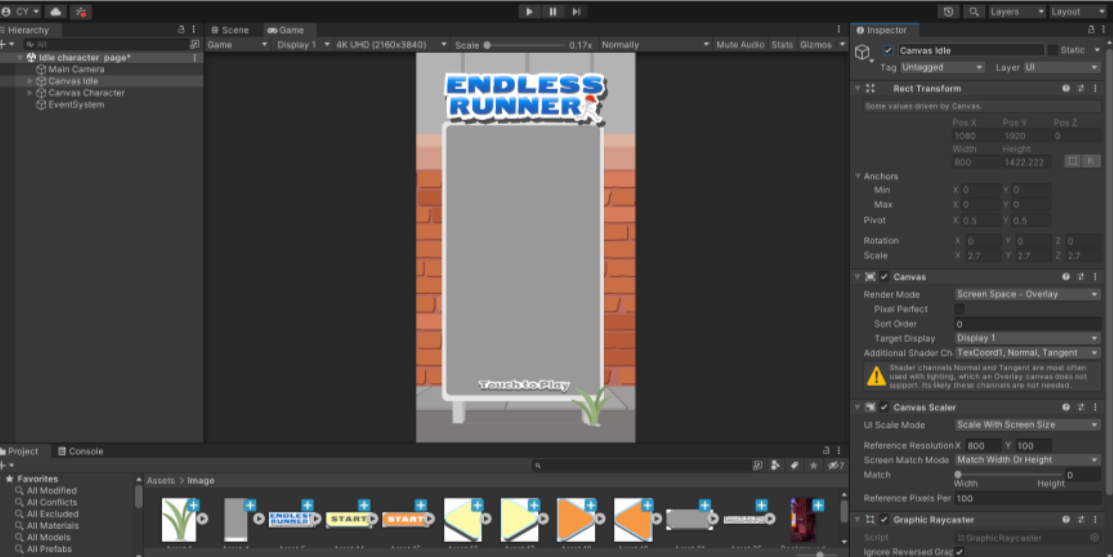 CY
Layers
Layout
Hierarchy
Scene
Game
Inspector
All
Game
Display 1
4K UHD (2160x3840)
Scale
0.17x
Normally
Mute Audio
Stats
Gizmos
Idle character page*
Main Camera
Canvas Idle
Canvas Character
EventSystem
ENDLESS
RUNNER
Touch to Play
Canvas Idle
Static
Tag Untagged
Layer UI
Rect Transform
Some values driven by Canvas.
Pos X Pos Y Pos Z
1080 1920 0
Width Height
800 1422.222
R
Anchors
Min X 0 Y 0
Max X 0 Y 0
Pivot X 0.5 Y 0.5
Rotation X 0 Y 0 Z 0
Scale X 2.7 Y 2.7 Z 2.7
Canvas
Render Mode Screen Space - Overlay
Pixel Perfect
Sort Order 0
Target Display Display 1
Additional Shader Ch TexCoord1, Normal, Tangent
Shader channels Normal and Tangent are most often
used with lighting, which an Overlay canvas does not
support. Its likely these channels are not needed.
Canvas Scaler
UI Scale Mode Scale With Screen Size
Reference Resolution X 800 Y 100
Screen Match Mode Match Width Or Height
Match 0
Width Height
Reference Pixels Per 100
Graphic Raycaster
Script GraphicRaycaster
Ignore Reversed Grap
Project
Console
7
Favorites
All Modified
All Conflicts
All Excluded
All Materials
All Models
All Prefabs
Assets > Image
ENDLESS
RUNNER
START
START